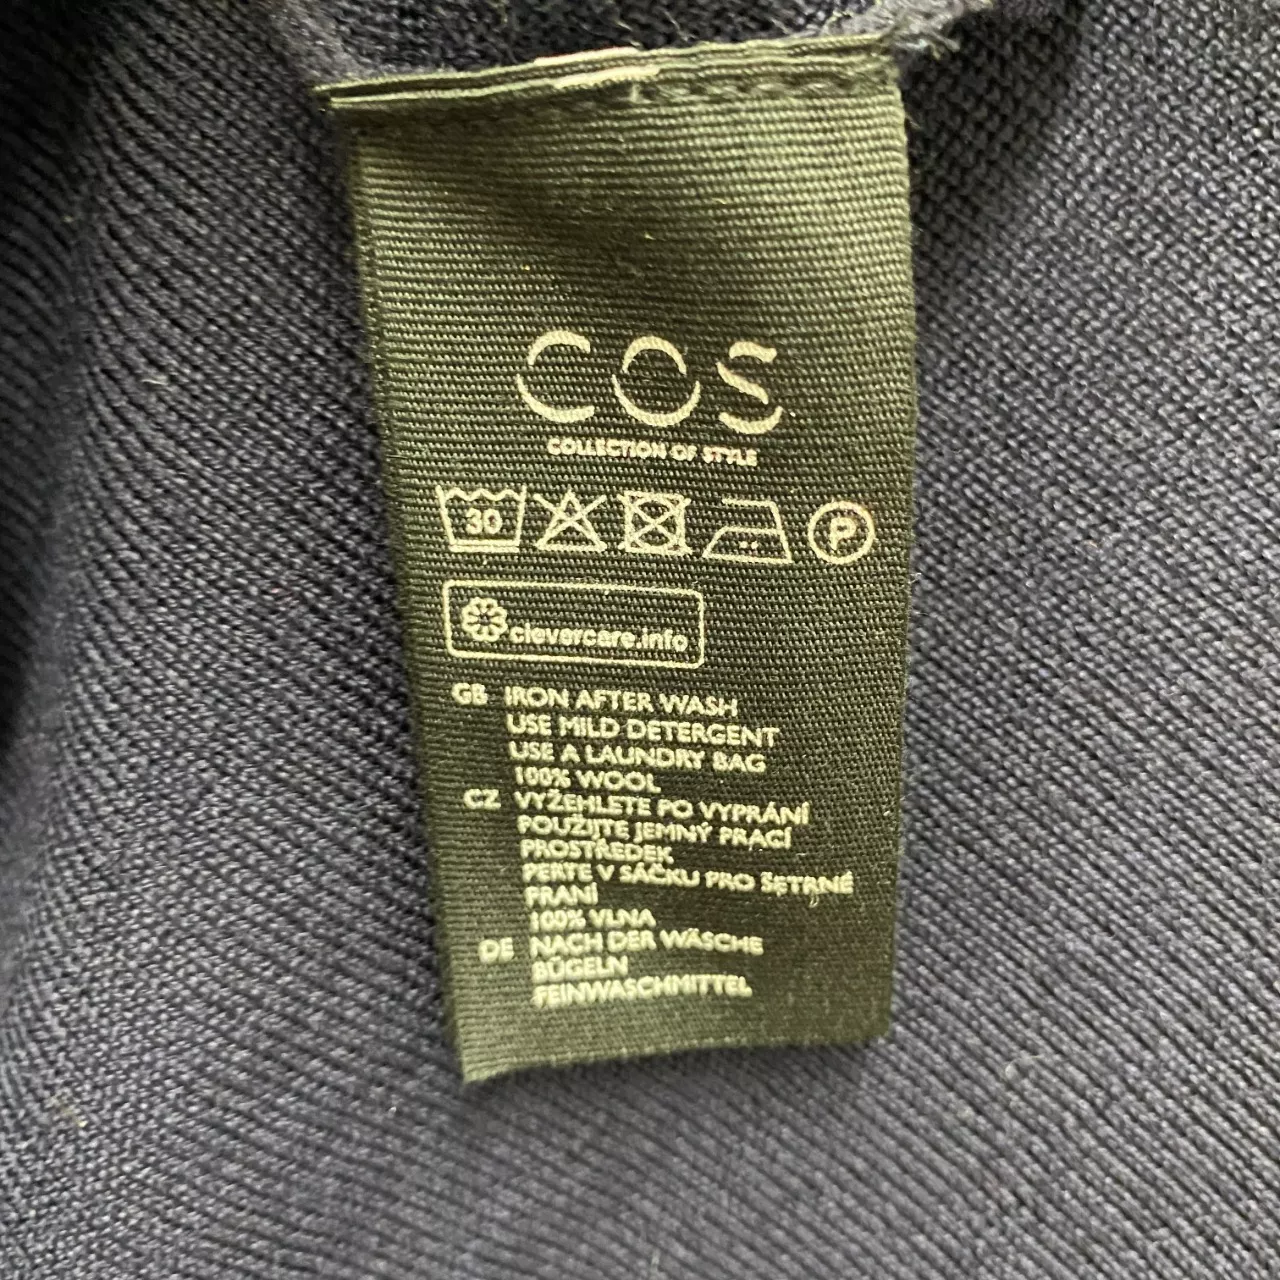 COS
COLLECTION OF STYLE
30 P
clevercare.info
GB IRON AFTER WASH
USE MILD DETERGENT
USE A LAUNDRY BAG
100% WOOL
CZ VYŽEHLETE PO VYPRÁNÍ
POUŽIJTE JEMNÝ PRACÍ
PROSTŘEDEK
PERTE V SÁČKU PRO ŠETRNÉ
PRANÍ
100% VLNA
DE NACH DER WÄSCHE
BÜGELN
FEINWASCHMITTEL